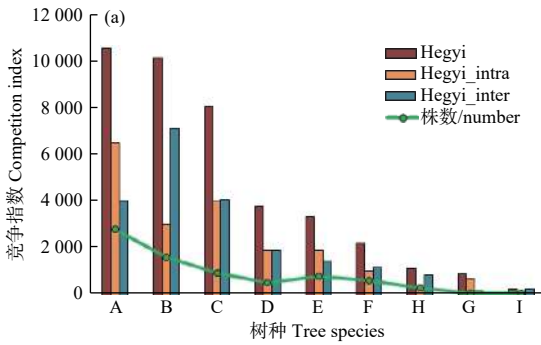 (a)
12 000
10 000
8 000
6 000
4 000
2 000
0
竞争指数 Competiton index
Hegyi
Hegyi_intra
Hegyi_inter
株数/number
A B C D E F H G I
树种 Tree species